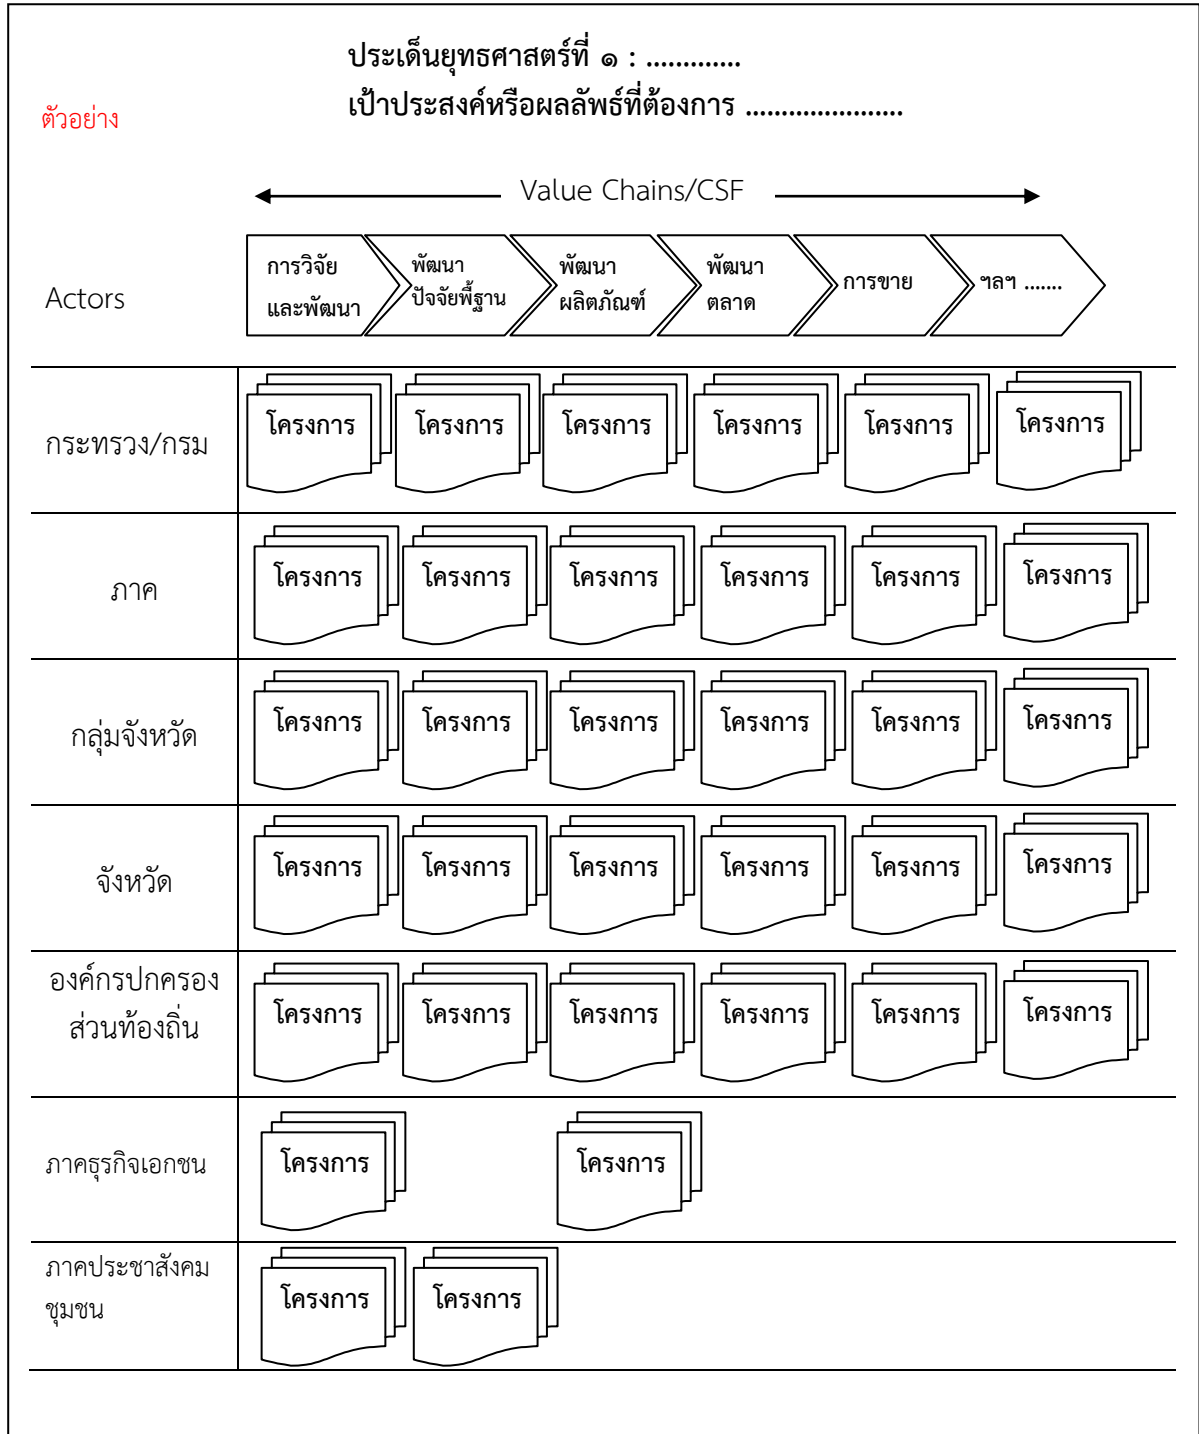 ประเด็นยุทธศาสตร์ที่ ๑ : .............
เป้าประสงค์หรือผลลัพธ์ที่ต้องการ ......................
ตัวอย่าง
Value Chains/CSF
Actors
การวิจัย
และพัฒนา
พัฒนา
ปัจจัยพื้ฐาน
พัฒนา
ผลิตภัณฑ์
พัฒนา
ตลาด
การขาย
ฯลฯ .......
กระทรวง/กรม
โครงการ โครงการ โครงการ โครงการ โครงการ โครงการ
ภาค
โครงการ โครงการ โครงการ โครงการ โครงการ โครงการ
กลุ่มจังหวัด
โครงการ โครงการ โครงการ โครงการ โครงการ โครงการ
จังหวัด
โครงการ โครงการ โครงการ โครงการ โครงการ โครงการ
องค์กรปกครอง
ส่วนท้องถิ่น
โครงการ โครงการ โครงการ โครงการ โครงการ โครงการ
ภาคธุรกิจเอกชน
โครงการ โครงการ
ภาคประชาสังคม
ชุมชน
โครงการ โครงการ